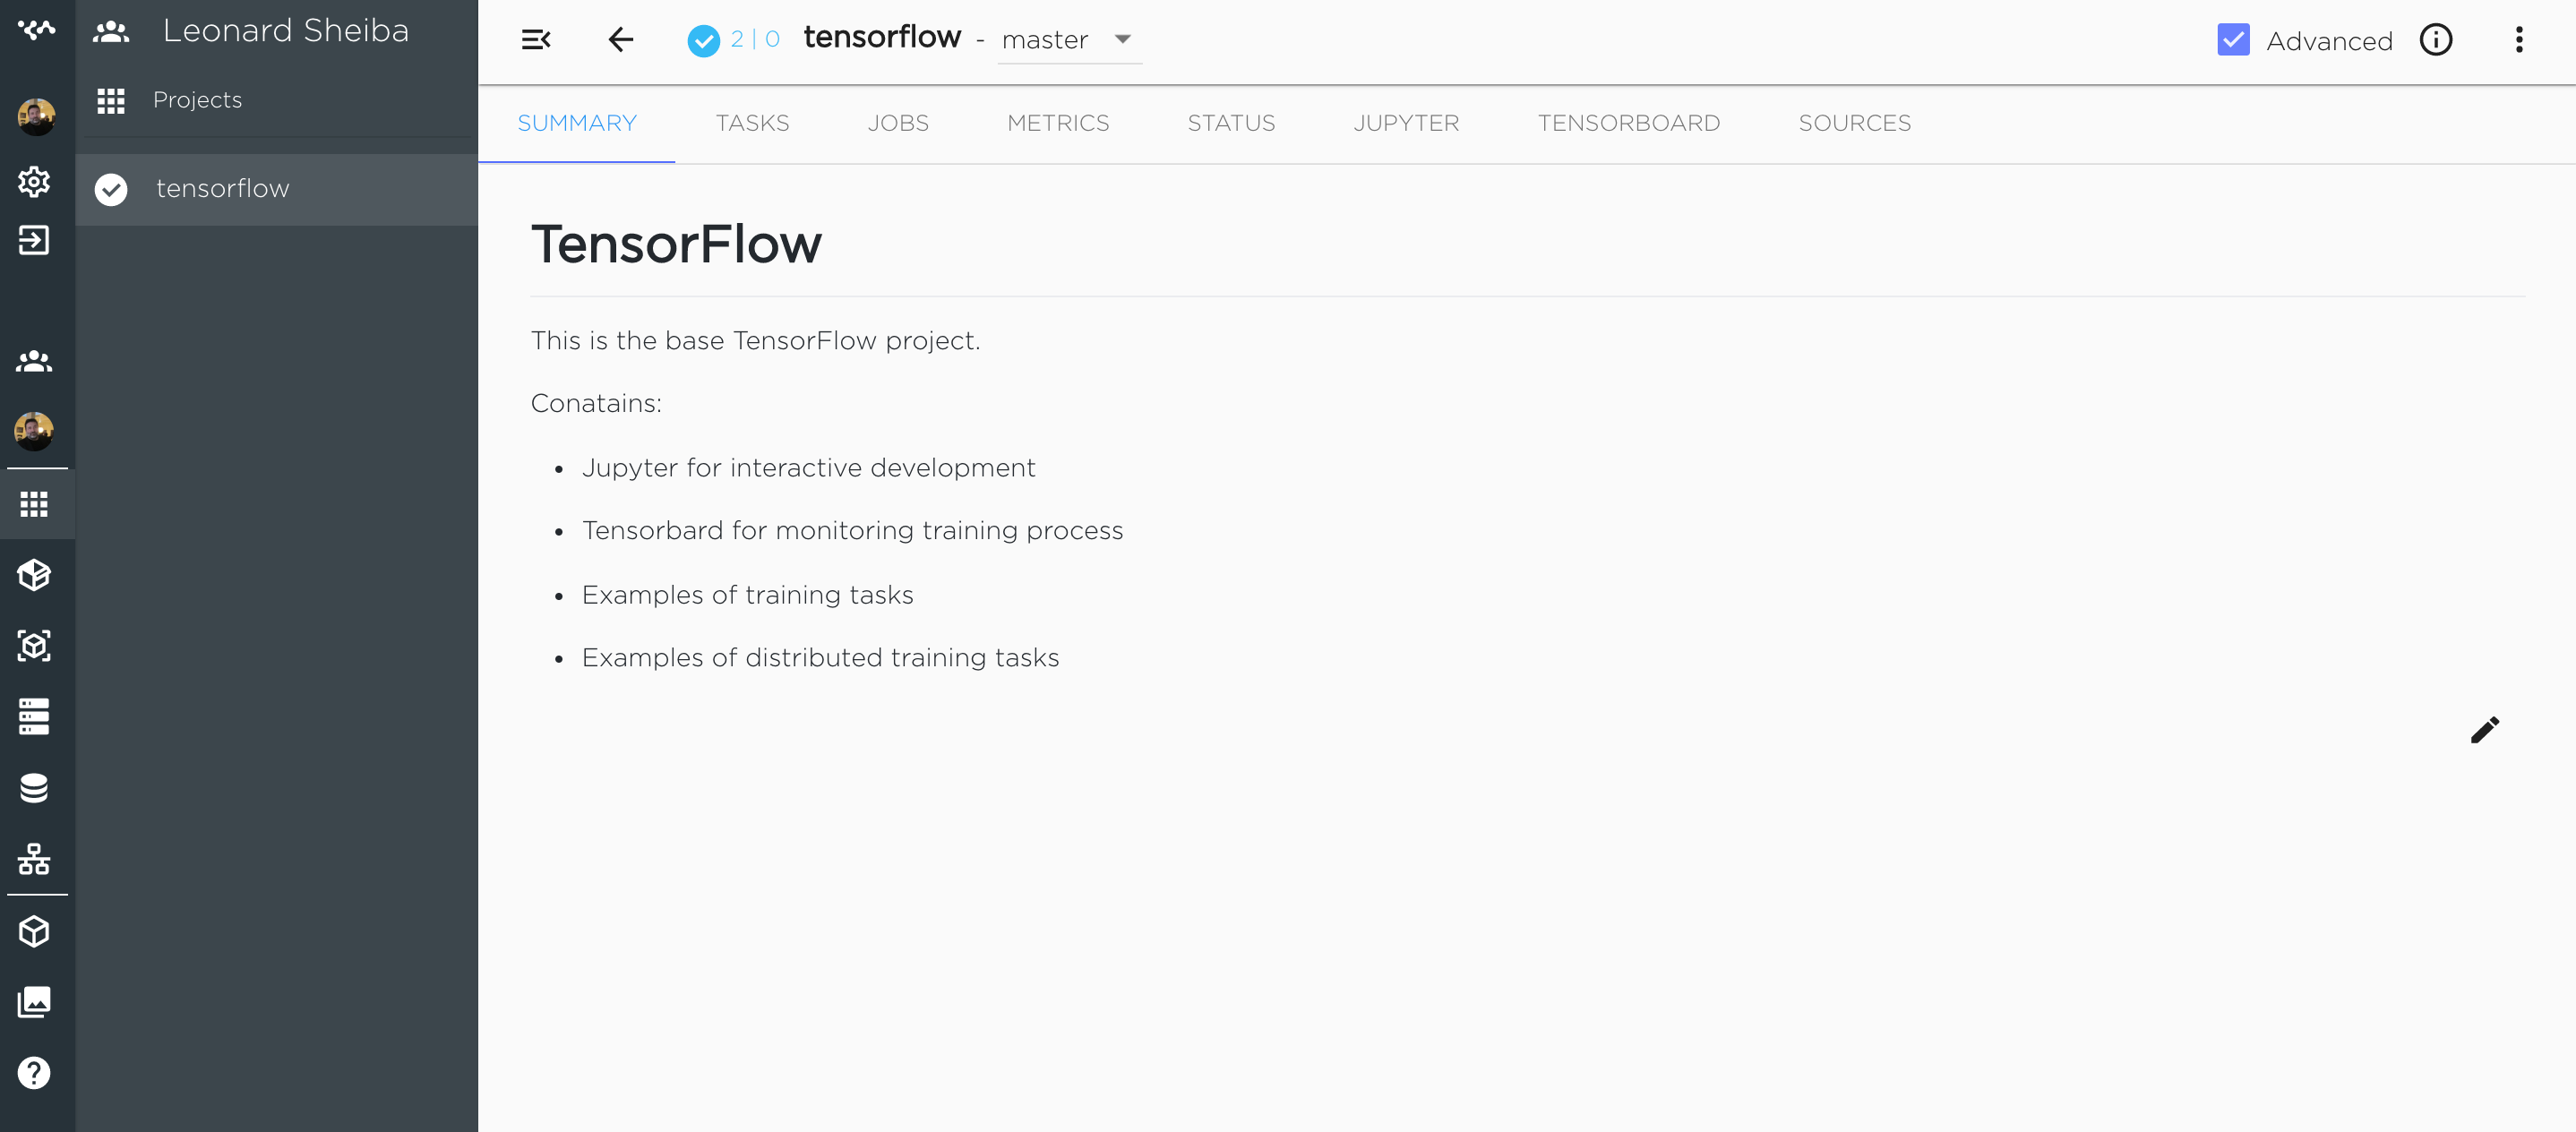 Leonard Sheiba
Projects
tensorflow
2 | 0 tensorflow - master
Advanced
SUMMARY TASKS JOBS METRICS STATUS JUPYTER TENSORBOARD SOURCES
TensorFlow
This is the base TensorFlow project.
Conatains:
• Jupyter for interactive development
• Tensorbard for monitoring training process
• Examples of training tasks
• Examples of distributed training tasks